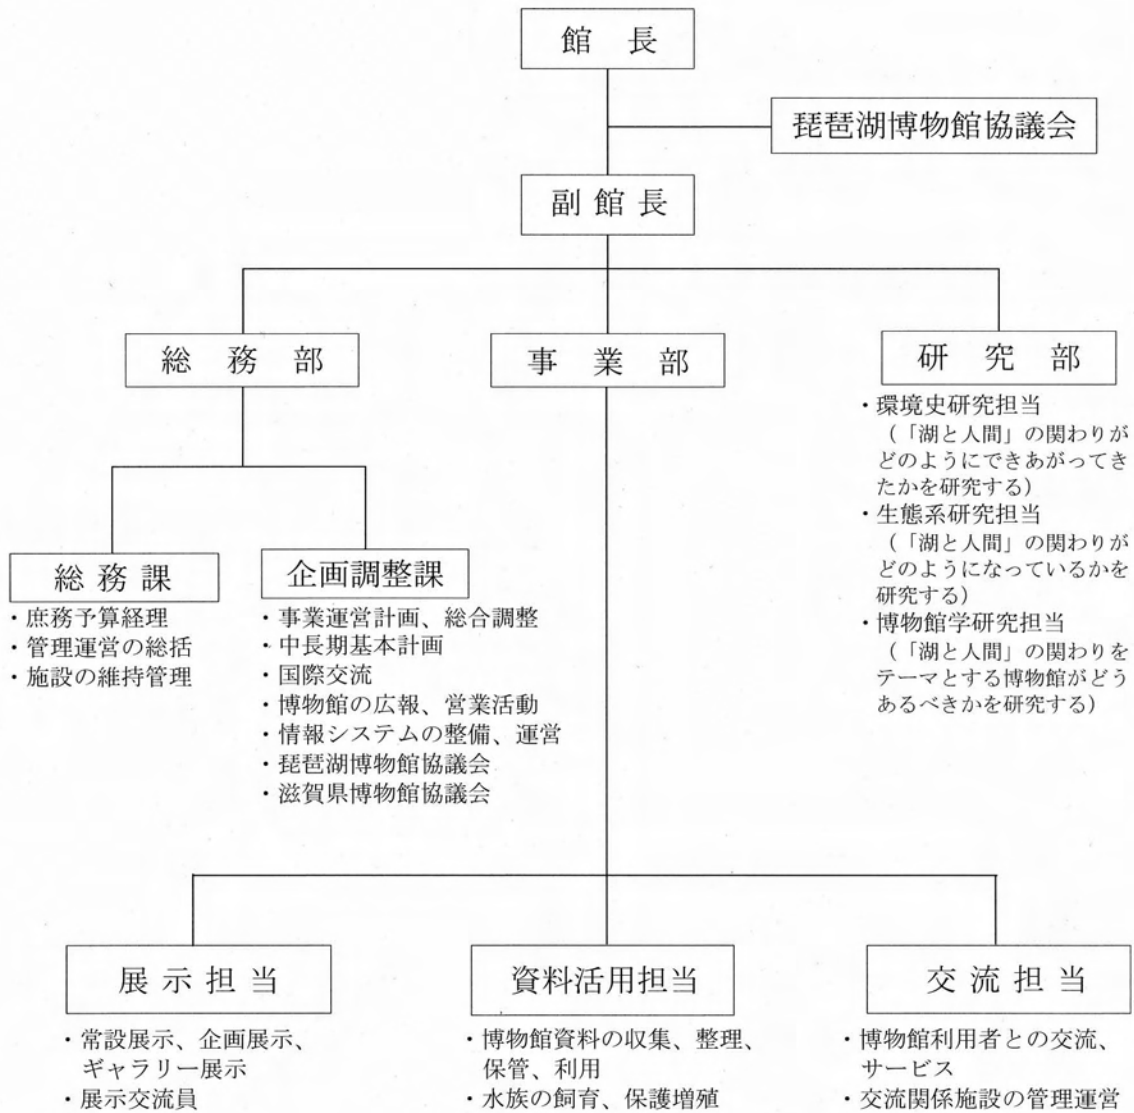 館長
琵琶湖博物館協議会
副館長
総務部
事業部
研究部
・環境史研究担当
（「湖と人間」の関わりが
どのようにできあがってき
たかを研究する）
・生態系研究担当
（「湖と人間」の関わりが
どのようになっているかを
研究する）
・博物館学研究担当
（「湖と人間」の関わりを
テーマとする博物館がどう
あるべきかを研究する）
総務課
・庶務予算経理
・管理運営の総括
・施設の維持管理
企画調整課
・事業運営計画、総合調整
・中長期基本計画
・国際交流
・博物館の広報、営業活動
・情報システムの整備、運営
・琵琶湖博物館協議会
・滋賀県博物館協議会
展示担当
・常設展示、企画展示、
ギャラリー展示
・展示交流員
資料活用担当
・博物館資料の収集、整理、
保管、利用
・水族の飼育、保護増殖
交流担当
・博物館利用者との交流、
サービス
・交流関係施設の管理運営